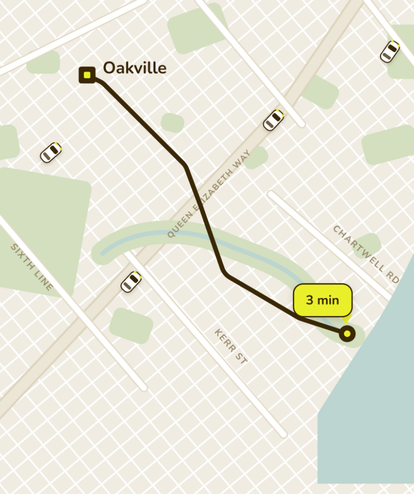 Oakville
QUEEN ELIZABETH WAY
CHARTWELL RD
SIXTH LINE
3 min
KERR ST